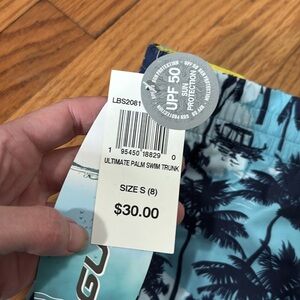 UPF 50
SUN
PROTECTION
LBS2081
1 95450 18829 0
ULTIMATE PALM SWIM TRUNK
SIZE S (8)
$30.00